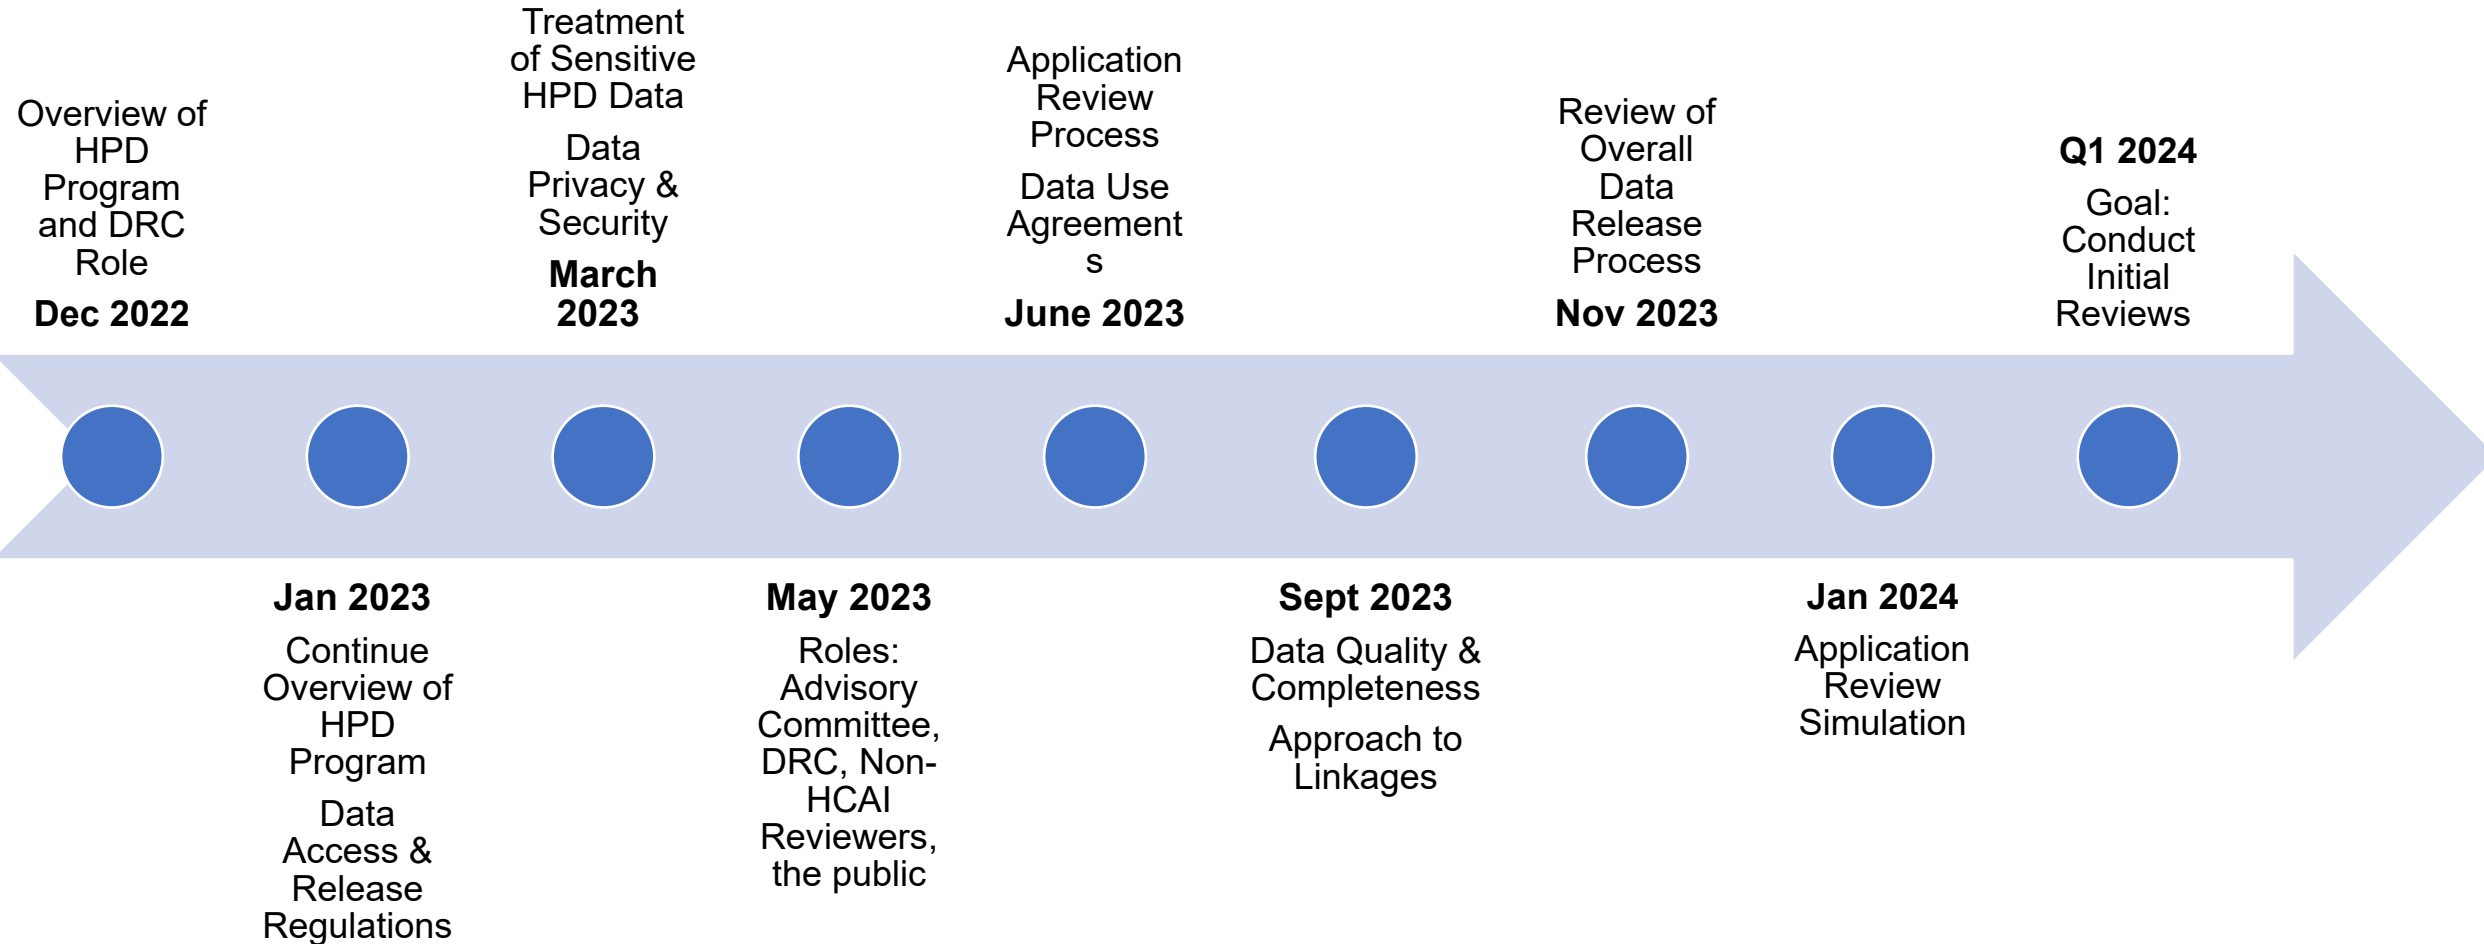 Overview of
HPD
Program
and DRC
Role
Dec 2022
Jan 2023
Continue
Overview of
HPD
Program
Data
Access &
Release
Regulations
Treatment
of Sensitive
HPD Data
Data
Privacy &
Security
March
2023
May 2023
Roles:
Advisory
Committee,
DRC, Non-
HCAI
Reviewers,
the public
Application
Review
Process
Data Use
Agreement
s
June 2023
Sept 2023
Data Quality &
Completeness
Approach to
Linkages
Review of
Overall
Data
Release
Process
Nov 2023
Jan 2024
Application
Review
Simulation
Q1 2024
Goal:
Conduct
Initial
Reviews